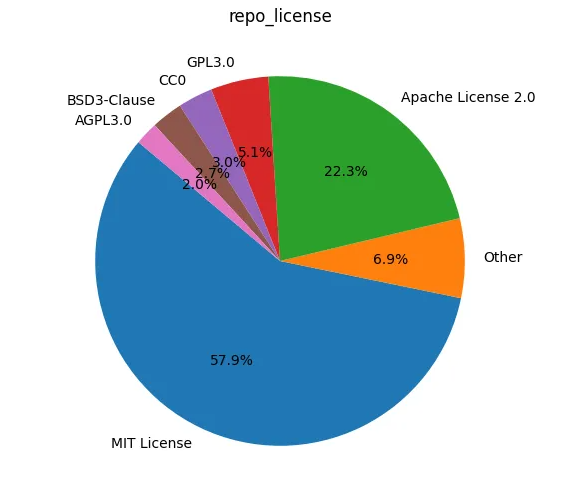 repo_license
GPL3.0
CC0
BSD3-Clause
AGPL3.0
Apache License 2.0
Other
MIT License
5.1%
3.0%
2.7%
2.0%
22.3%
6.9%
57.9%